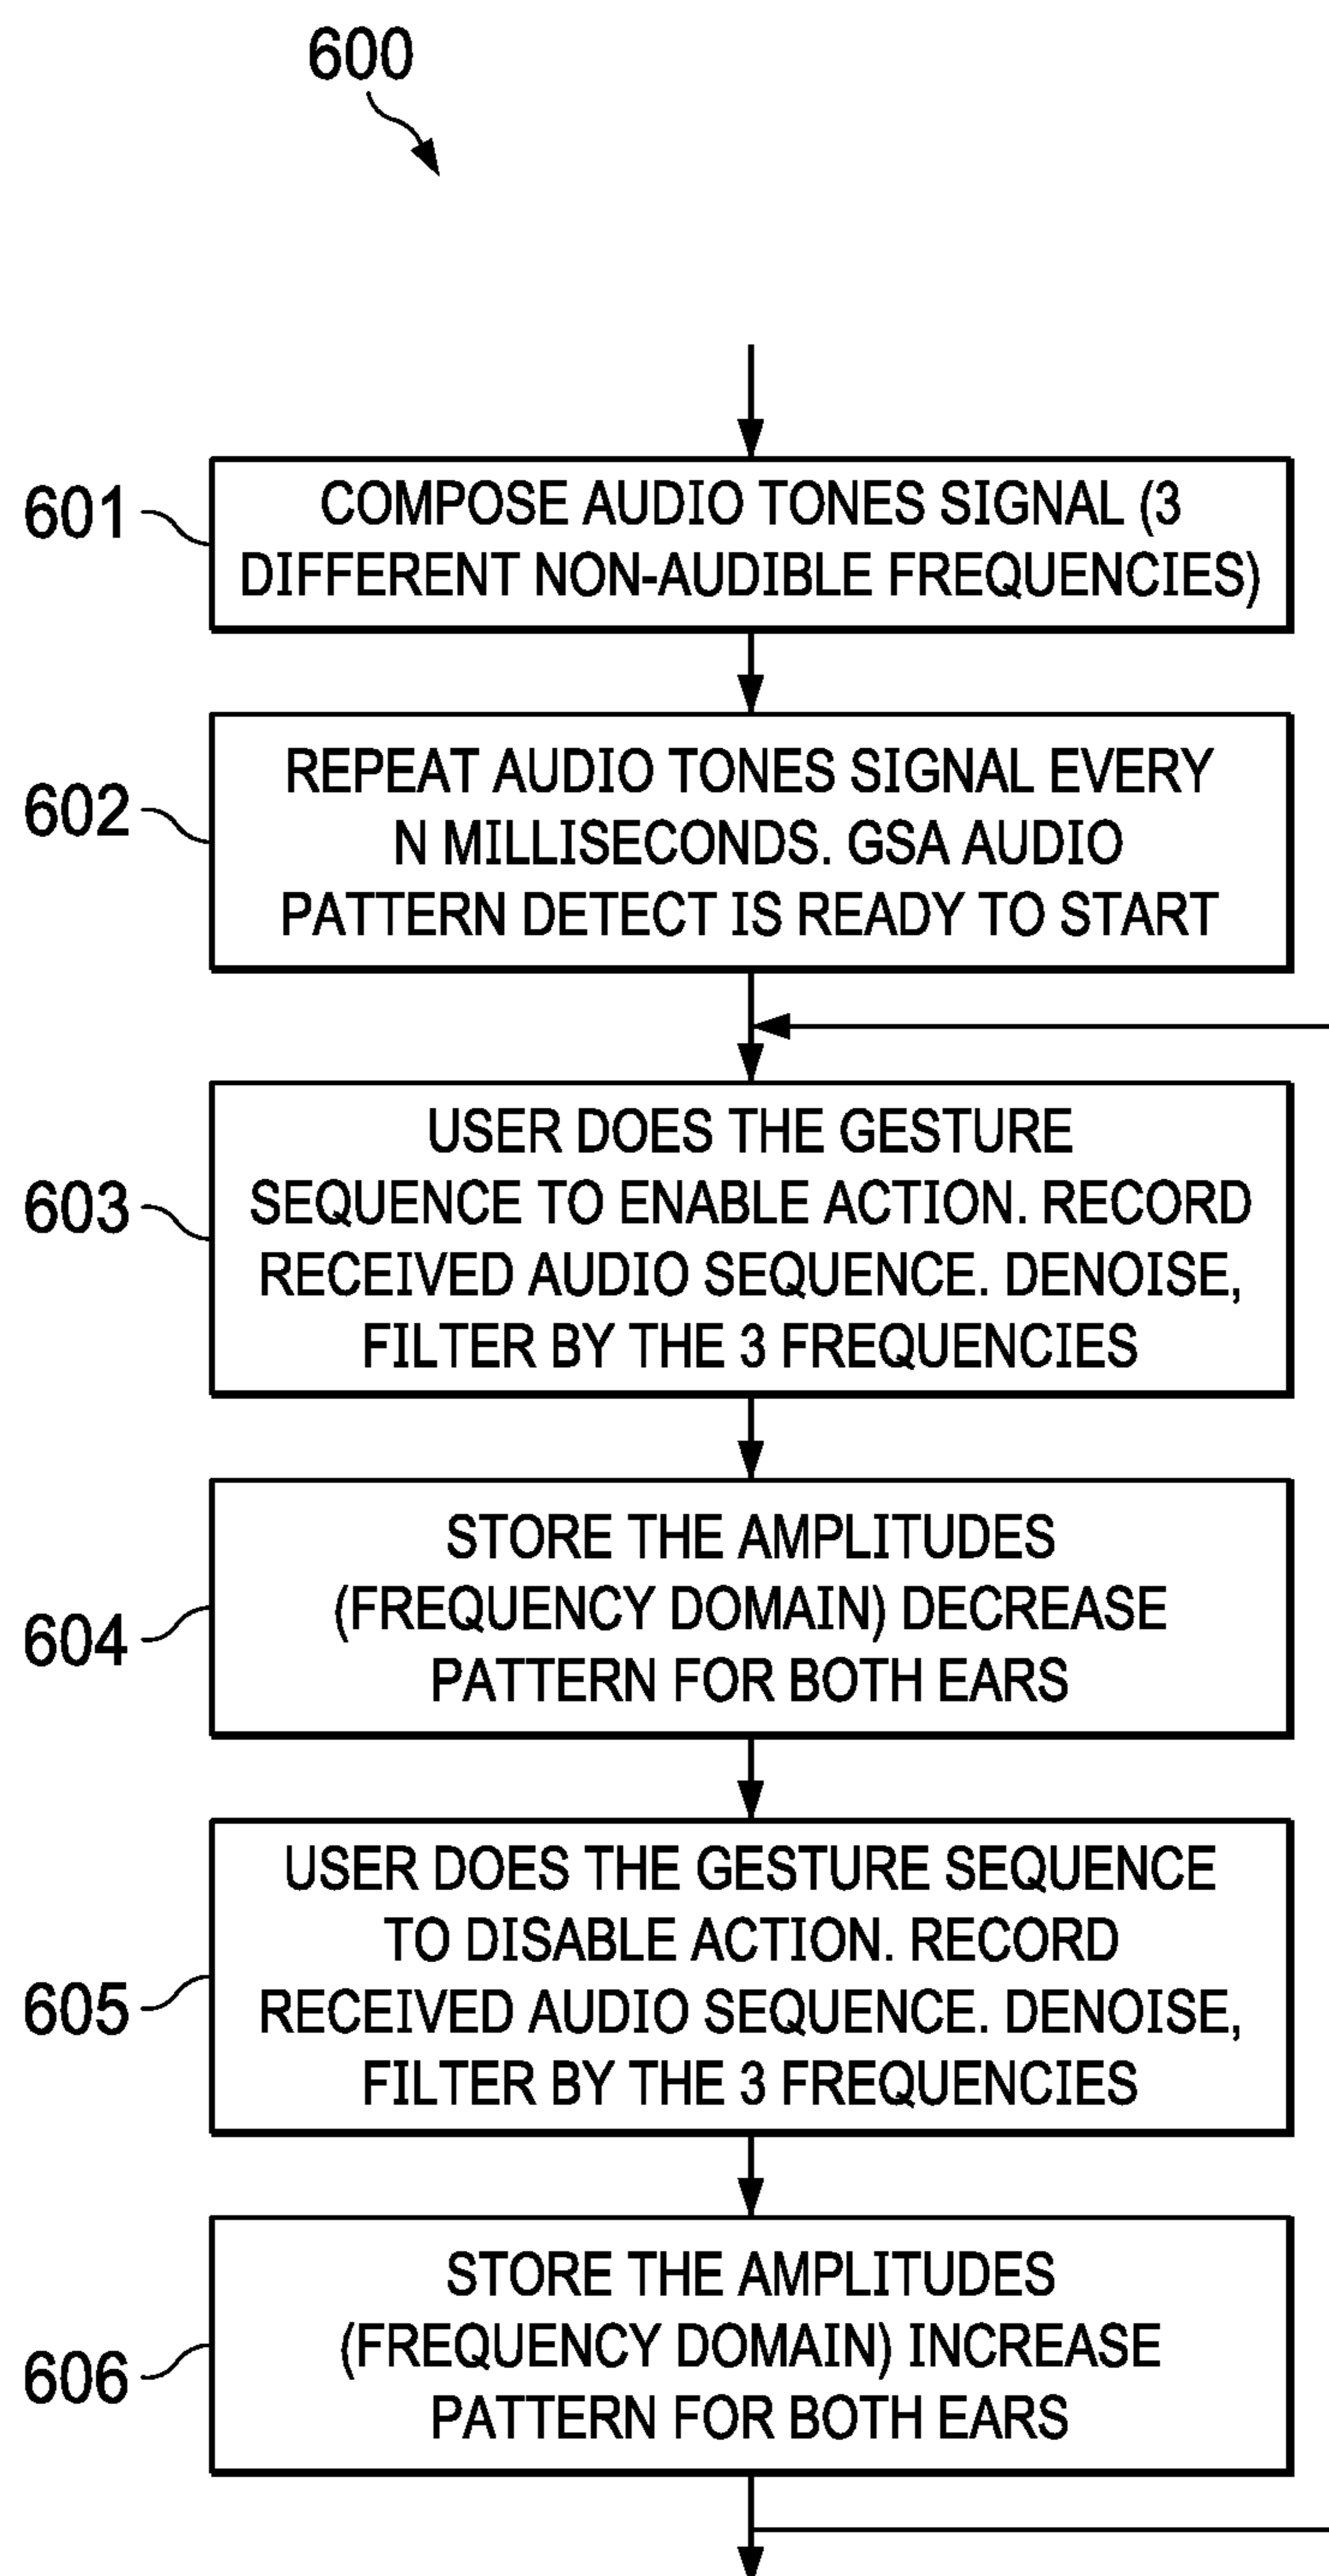 600
601
COMPOSE AUDIO TONES SIGNAL (3
DIFFERENT NON-AUDIBLE FREQUENCIES)
602
REPEAT AUDIO TONES SIGNAL EVERY
N MILLISECONDS. GSA AUDIO
PATTERN DETECT IS READY TO START
603
USER DOES THE GESTURE
SEQUENCE TO ENABLE ACTION. RECORD
RECEIVED AUDIO SEQUENCE. DENOISE,
FILTER BY THE 3 FREQUENCIES
604
STORE THE AMPLITUDES
(FREQUENCY DOMAIN) DECREASE
PATTERN FOR BOTH EARS
605
USER DOES THE GESTURE SEQUENCE
TO DISABLE ACTION. RECORD
RECEIVED AUDIO SEQUENCE. DENOISE,
FILTER BY THE 3 FREQUENCIES
606
STORE THE AMPLITUDES
(FREQUENCY DOMAIN) INCREASE
PATTERN FOR BOTH EARS